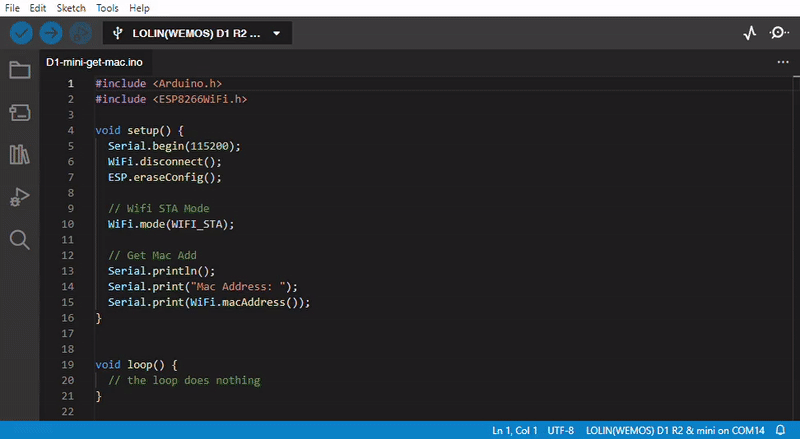 File Edit Sketch Tools Help
LOLIN(WEMOS) D1 R2 ...
D1-mini-get-mac.ino
1 #include <Arduino.h>
2 #include <ESP8266WiFi.h>
3
4 void setup() {
5 Serial.begin(115200);
6 WiFi.disconnect();
7 ESP.eraseConfig();
8
9 // Wifi STA Mode
10 WiFi.mode(WIFI_STA);
11
12 // Get Mac Add
13 Serial.println();
14 Serial.print("Mac Address: ");
15 Serial.print(WiFi.macAddress());
16 }
17
18
19 void loop() {
20 // the loop does nothing
21 }
22
Ln 1, Col 1 UTF-8 LOLIN(WEMOS) D1 R2 & mini on COM14